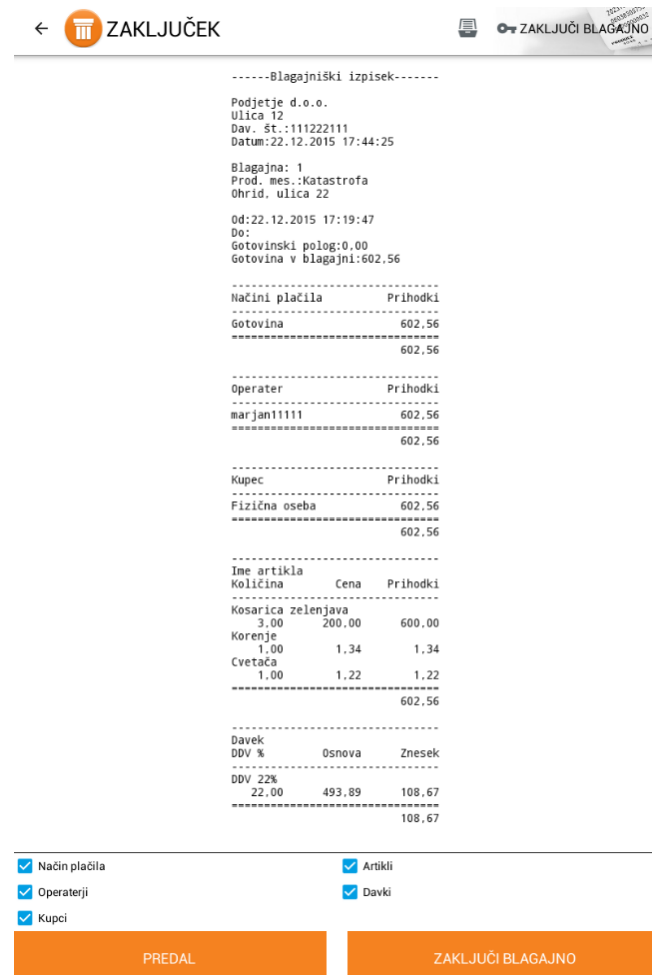 ZAKLJUČEK
ZAKLJUČI BLAGAJNO
------Blagajniški izpisek-------
Podjetje d.o.o.
Ulica 12
Dav. št.:111222111
Datum:22.12.2015 17:44:25
Blagajna: 1
Prod. mes.:Katastrofa
Ohrid, ulica 22
Od:22.12.2015 17:19:47
Do:
Gotovinski polog:0,00
Gotovina v blagajni:602,56
--------------------------------
Načini plačila Prihodki
--------------------------------
Gotovina 602,56
================================
602,56
--------------------------------
Operater Prihodki
--------------------------------
marjan11111 602,56
================================
602,56
--------------------------------
Kupec Prihodki
--------------------------------
Fizična oseba 602,56
================================
602,56
--------------------------------
Ime artikla
Količina Cena Prihodki
--------------------------------
Kosarica zelenjava
3,00 200,00 600,00
Korenje
1,00 1,34 1,34
Cvetača
1,00 1,22 1,22
================================
602,56
--------------------------------
Davek
DDV % Osnova Znesek
--------------------------------
DDV 22%
22,00 493,89 108,67
================================
108,67
Način plačila Artikli
Operaterji Davki
Kupci
PREDAL ZAKLJUČI BLAGAJNO